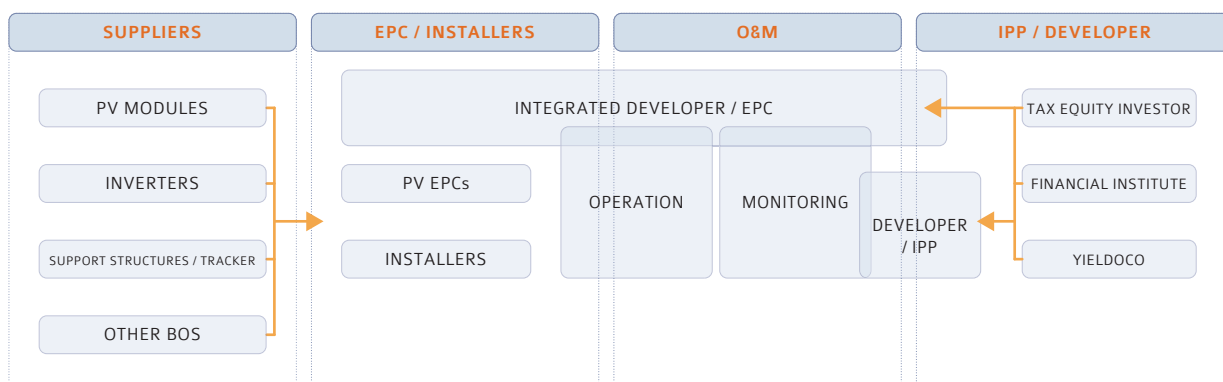 SUPPLIERS
EPC / INSTALLERS
O&M
IPP / DEVELOPER
PV MODULES
INVERTERS
SUPPORT STRUCTURES / TRACKER
OTHER BOS
INTEGRATED DEVELOPER / EPC
PV EPCs
INSTALLERS
OPERATION
MONITORING
DEVELOPER
/ IPP
TAX EQUITY INVESTOR
FINANCIAL INSTITUTE
YIELDOCO